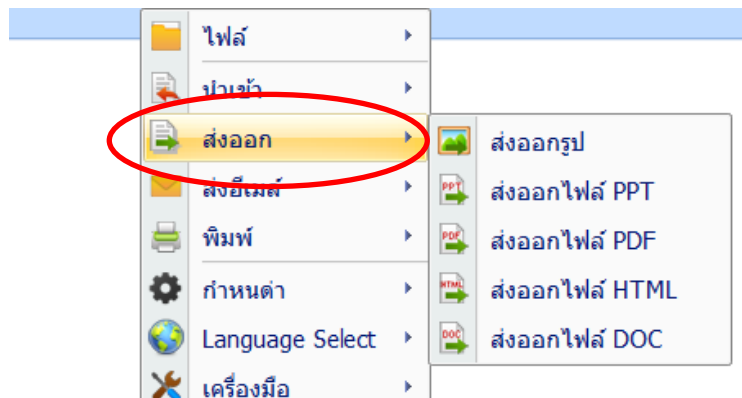 ไฟล์
นำเข้า
ส่งออก
ส่งอีเมล์
พิมพ์
กำหนดค่า
Language Select
เครื่องมือ
ส่งออกรูป
PPT ส่งออกไฟล์ PPT
PDF ส่งออกไฟล์ PDF
HTML ส่งออกไฟล์ HTML
DOC ส่งออกไฟล์ DOC